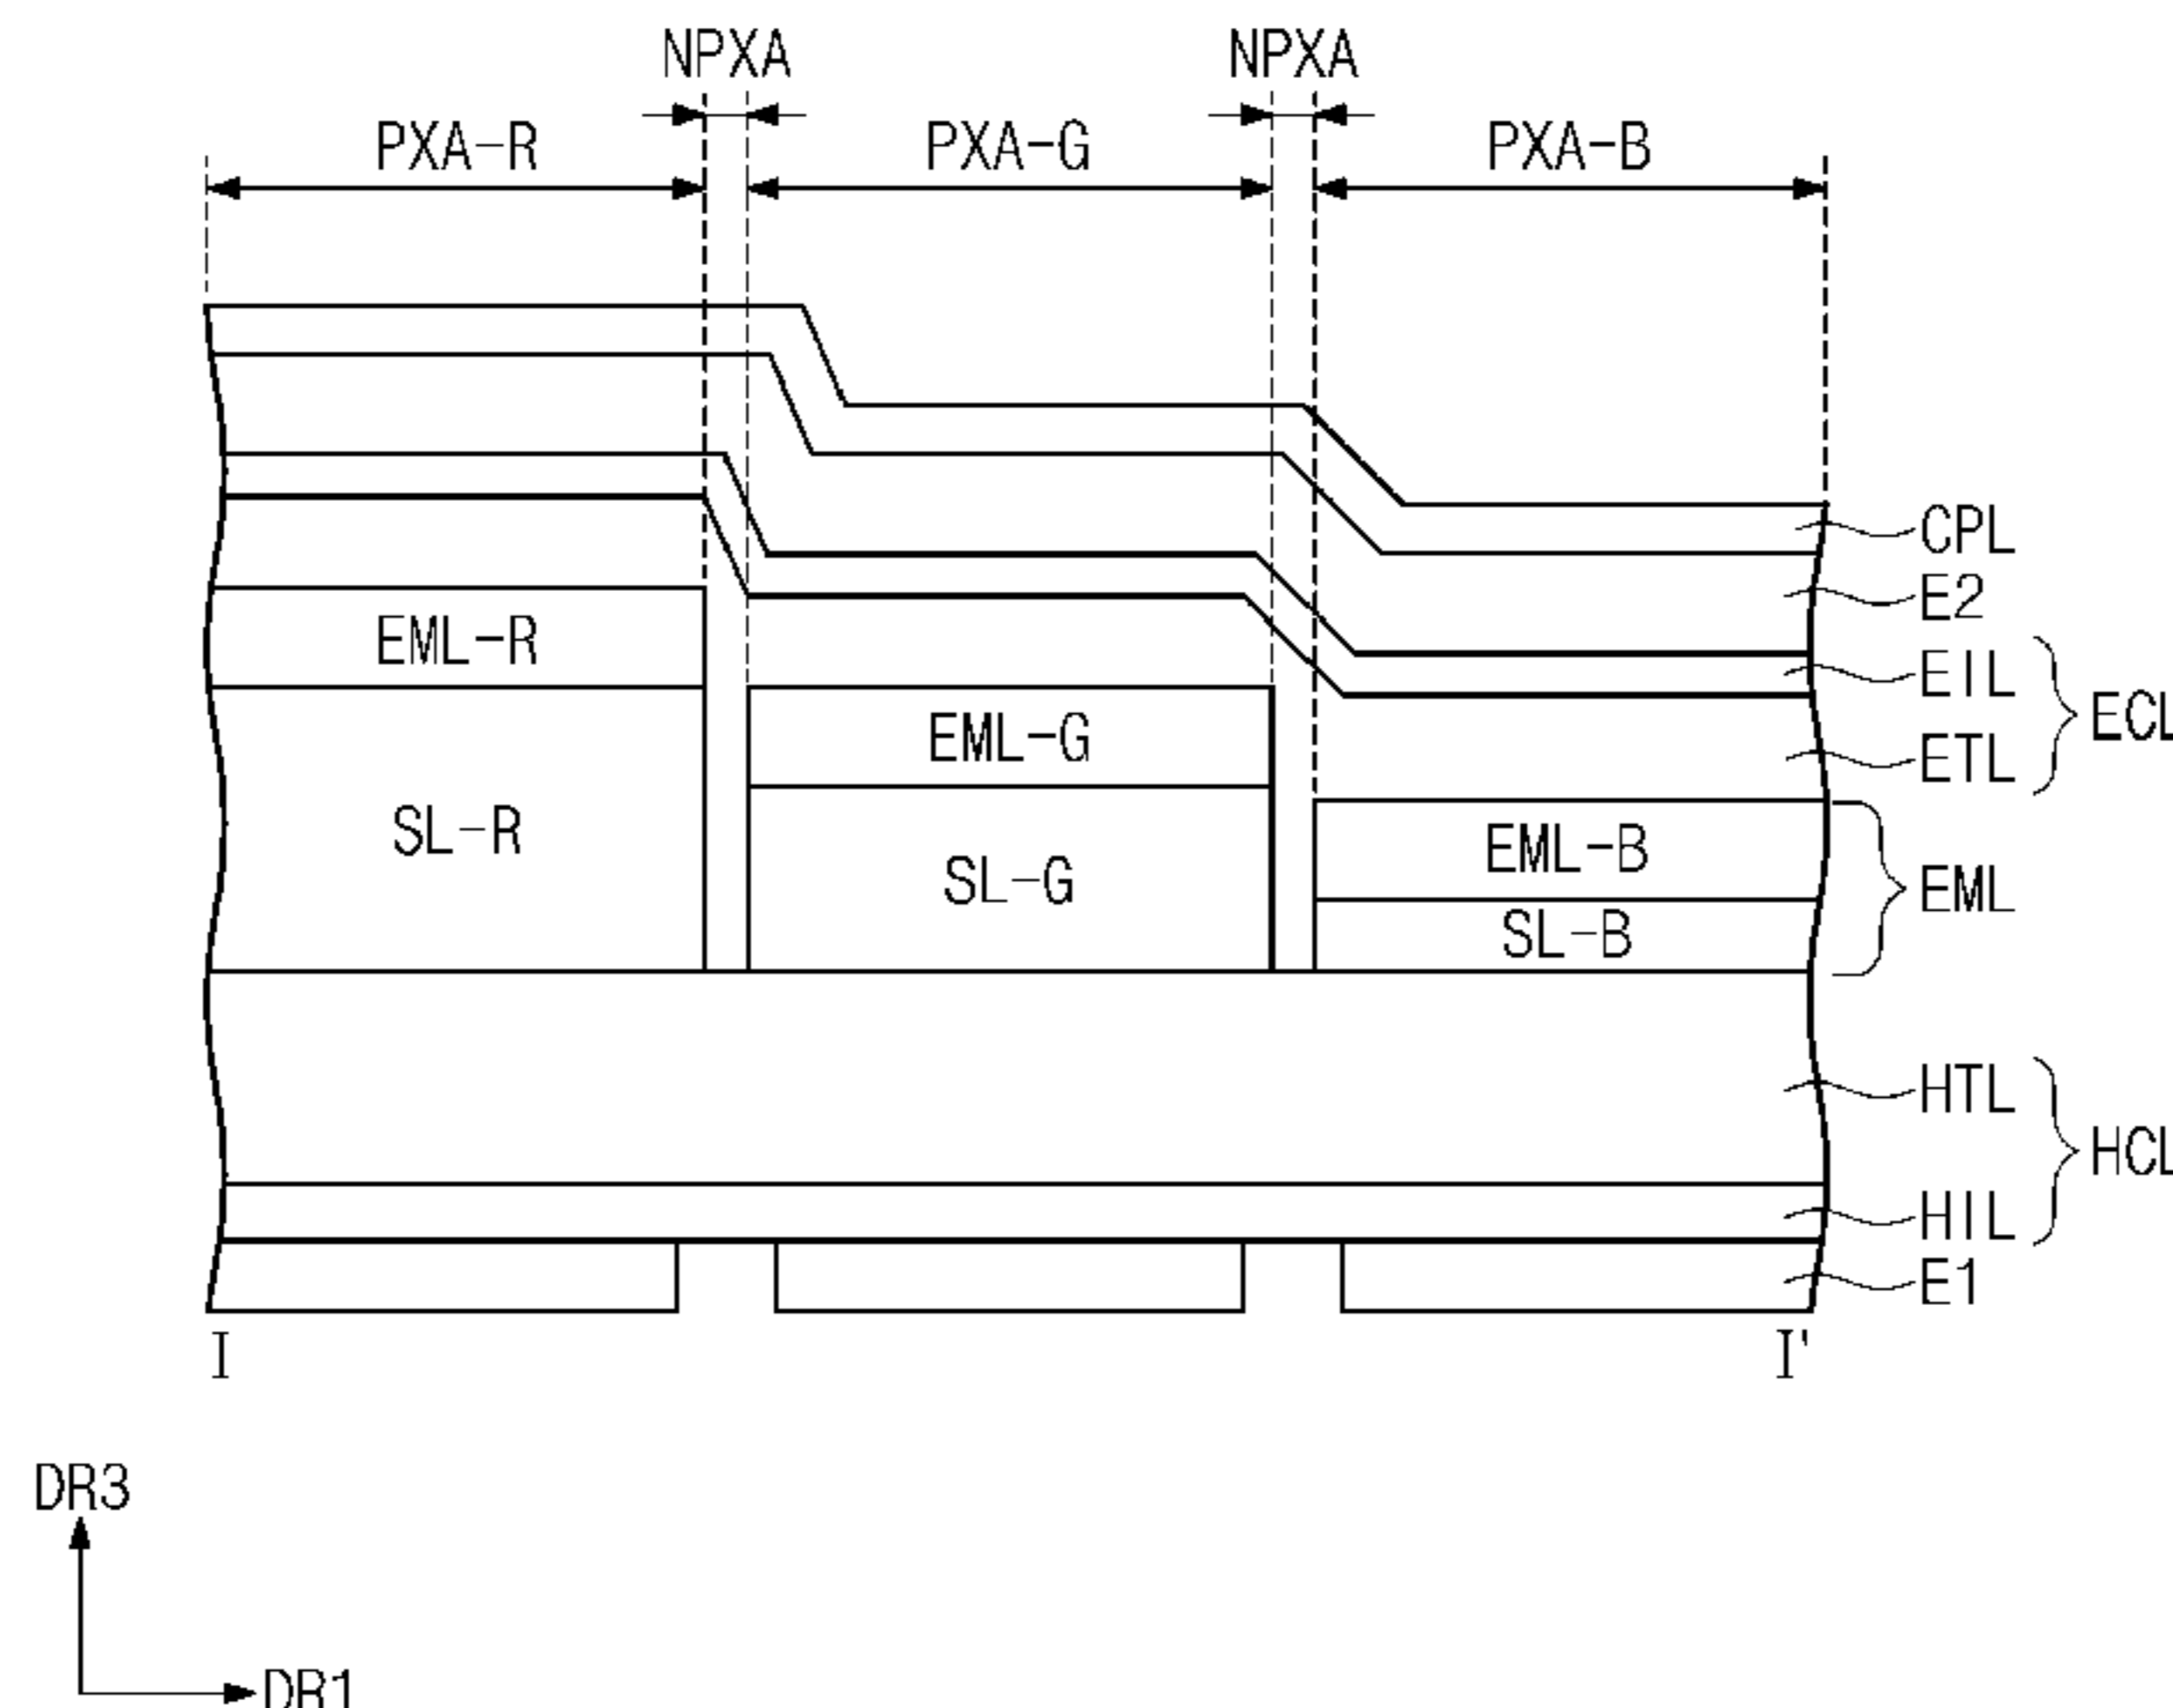 NPXA NPXA
PXA-R PXA-G PXA-B
CPL
E2
EML-R
EIL
ECL
EML-G
ETL
SL-R
EML-B
SL-G
EML
SL-B
HTL
HCL
HIL
E1
I I'
DR3
DR1